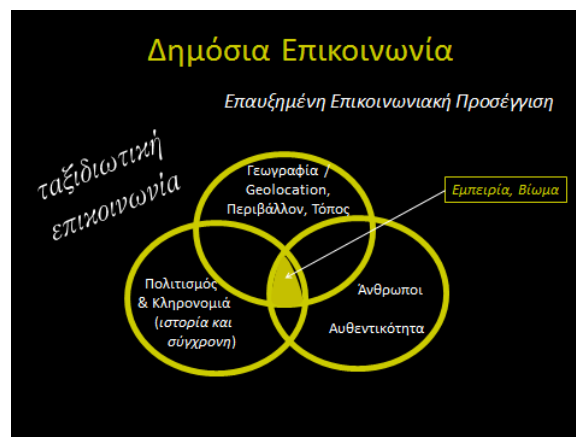 Δημόσια Επικοινωνία
Επαυξημένη Επικοινωνιακή Προσέγγιση
ταξιδιωτική
επικοινωνία
Γεωγραφία /
Geolocation,
Περιβάλλον, Τόπος
Εμπειρία, Βίωμα
Πολιτισμός
& Κληρονομιά
(ιστορία και
σύγχρονη)
Άνθρωποι
Αυθεντικότητα